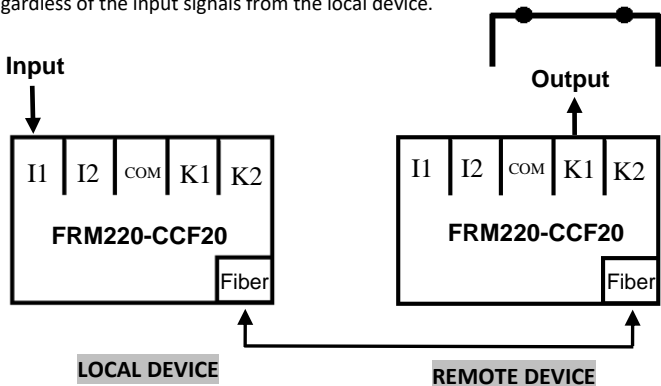 gardless of the input signals from the local device.
Input
Output
I1 I2 COM K1 K2
I1 I2 COM K1 K2
FRM220-CCF20
FRM220-CCF20
Fiber
Fiber
LOCAL DEVICE
REMOTE DEVICE